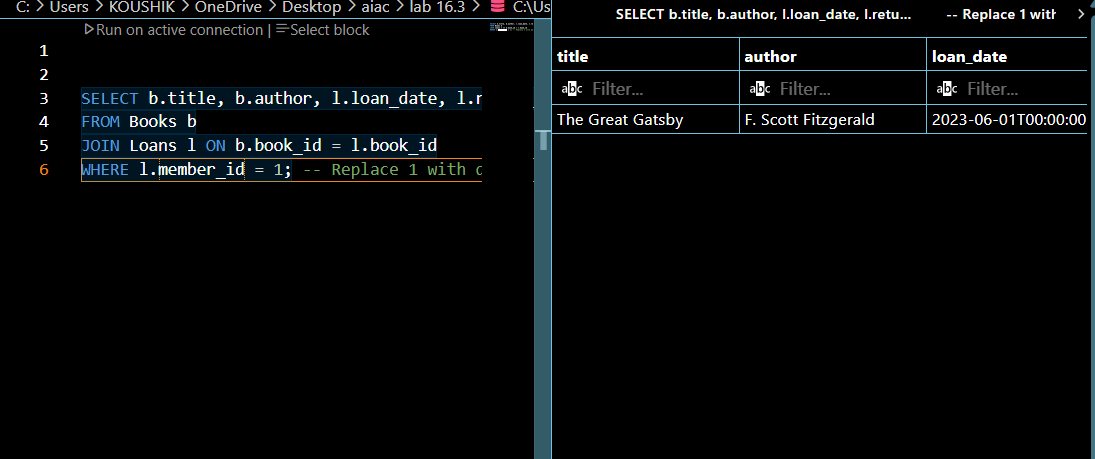 C: > Users > KOUSHIK > OneDrive > Desktop > aiac > lab 16.3 > C:\Us
Run on active connection | Select block
1
2
3 SELECT b.title, b.author, l.loan_date, l.r
4 FROM Books b
5 JOIN Loans l ON b.book_id = l.book_id
6 WHERE l.member_id = 1; -- Replace 1 with
SELECT b.title, b.author, l.loan_date, l.retu... -- Replace 1 with >
title author loan_date
abc Filter... abc Filter... abc Filter...
The Great Gatsby F. Scott Fitzgerald 2023-06-01T00:00:00